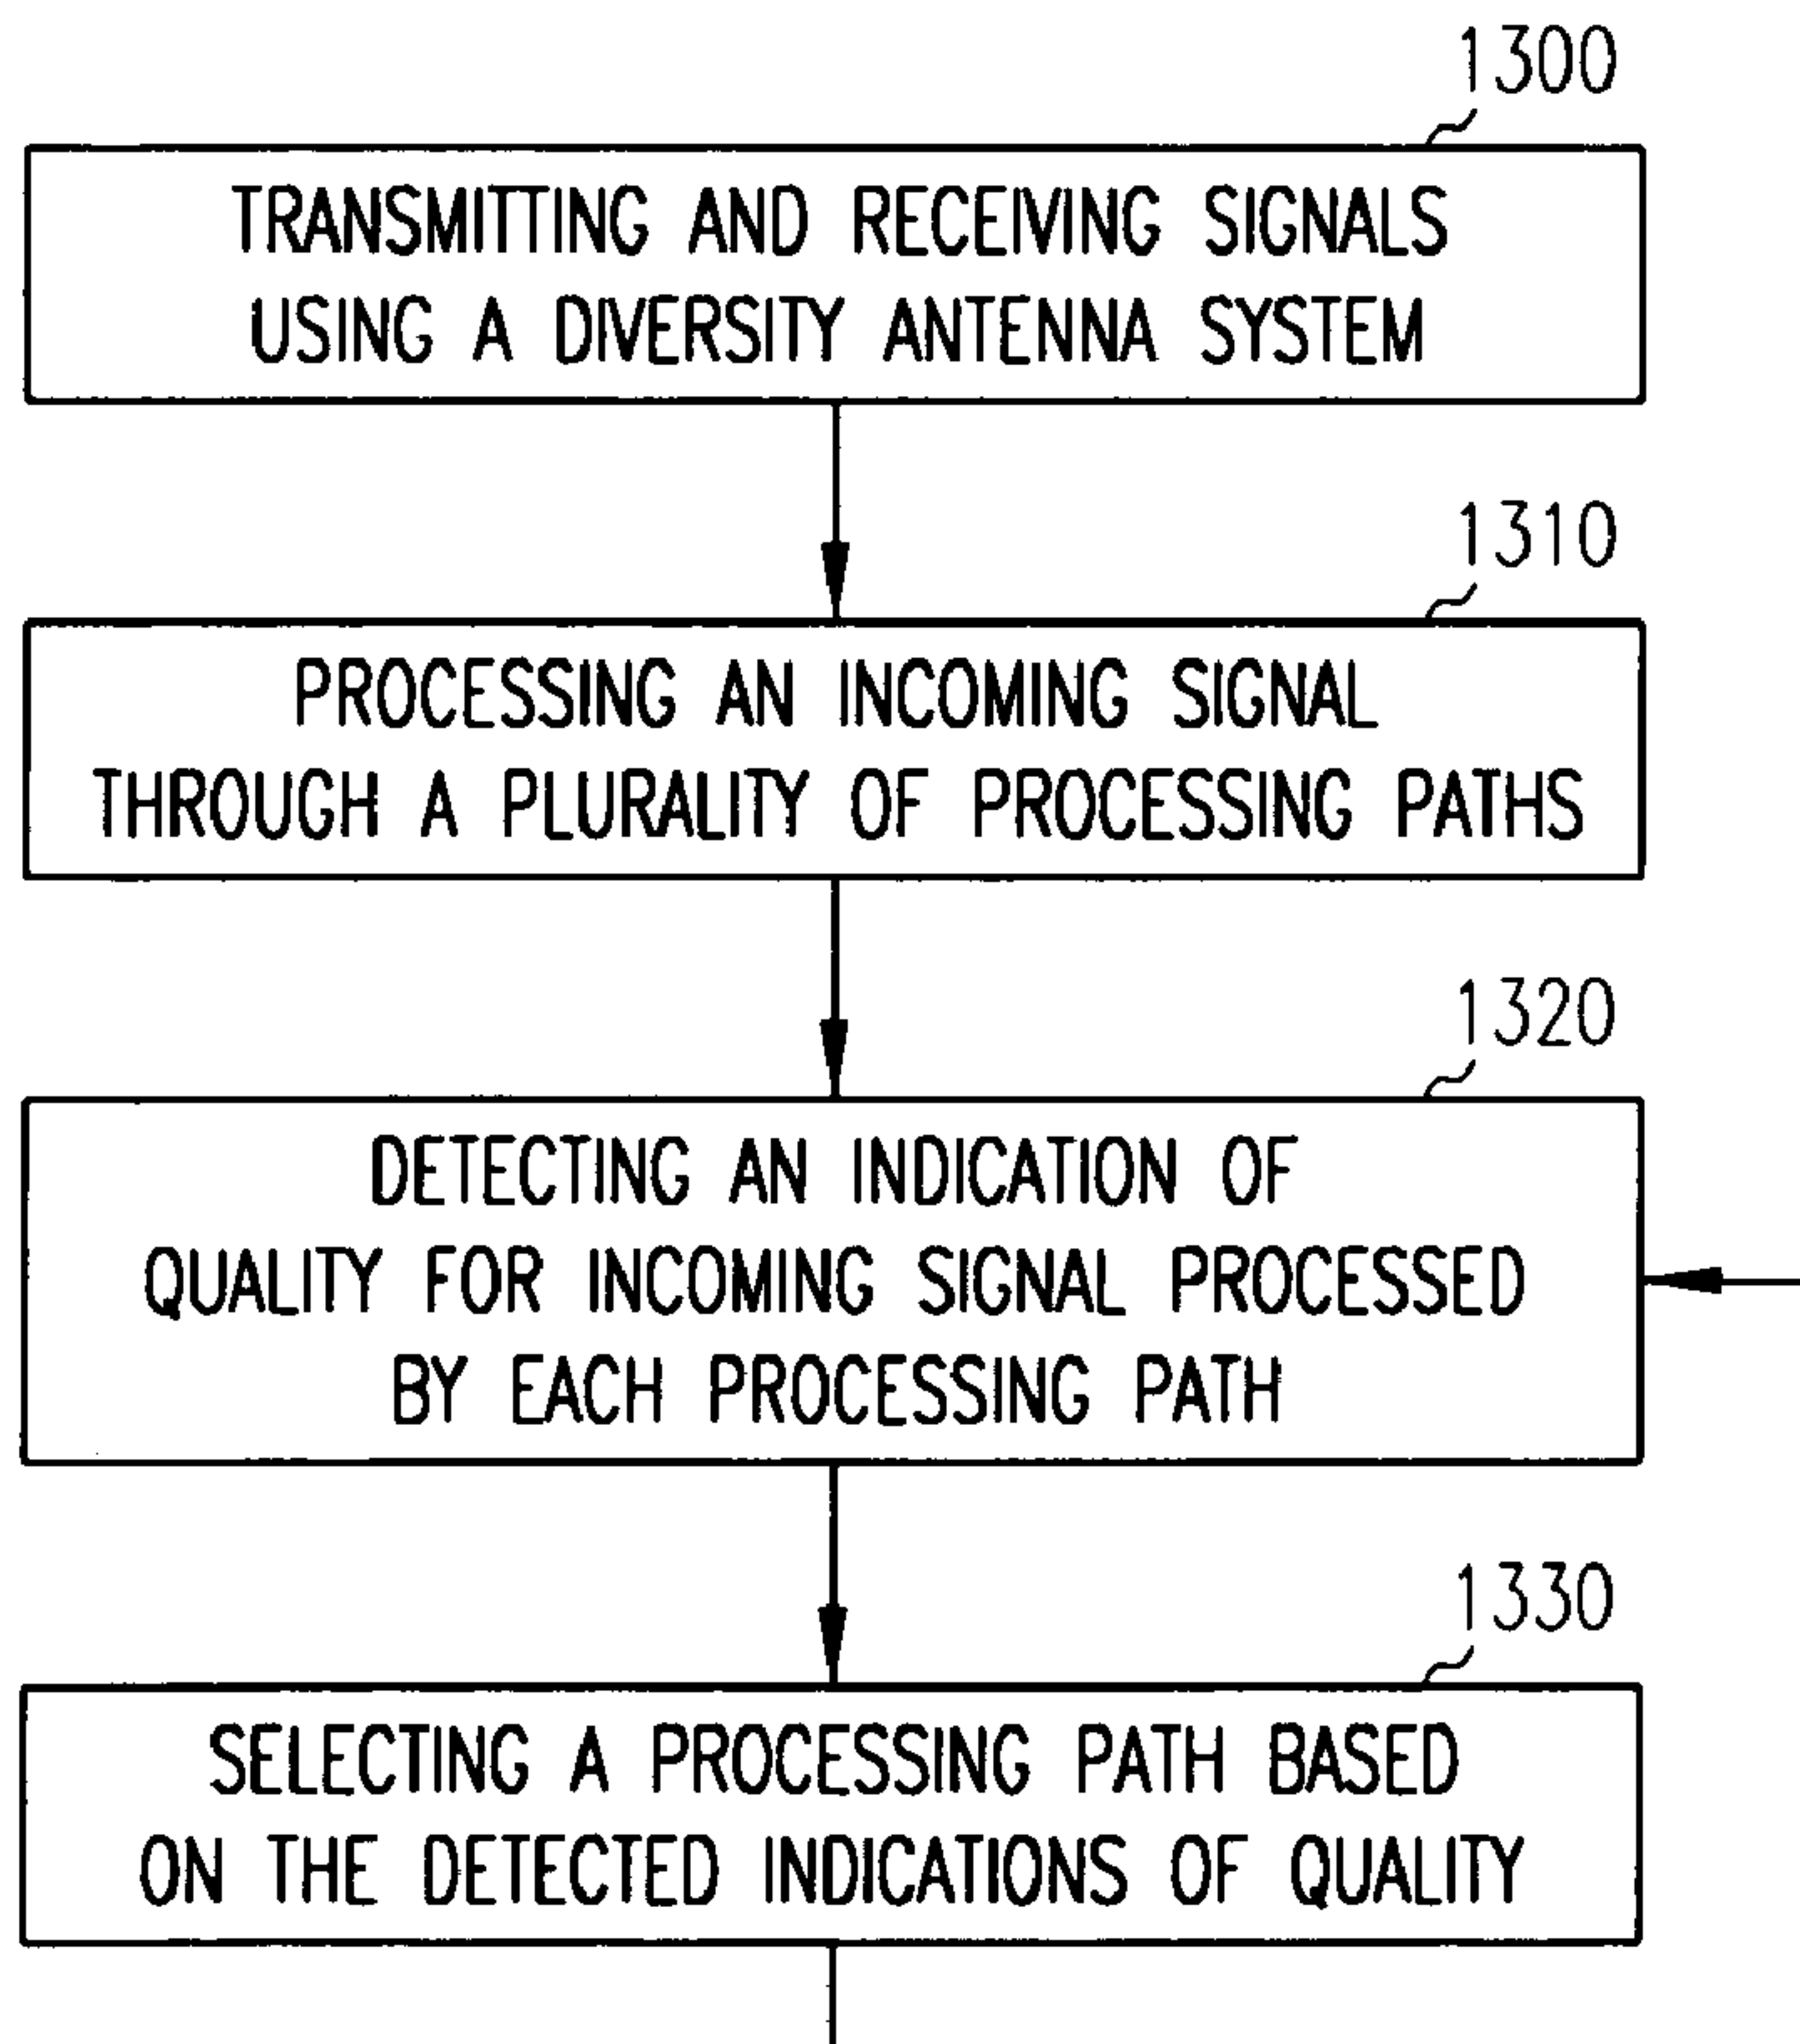 1300
TRANSMITTING AND RECEIVING SIGNALS
USING A DIVERSITY ANTENNA SYSTEM
1310
PROCESSING AN INCOMING SIGNAL
THROUGH A PLURALITY OF PROCESSING PATHS
1320
DETECTING AN INDICATION OF
QUALITY FOR INCOMING SIGNAL PROCESSED
BY EACH PROCESSING PATH
1330
SELECTING A PROCESSING PATH BASED
ON THE DETECTED INDICATIONS OF QUALITY